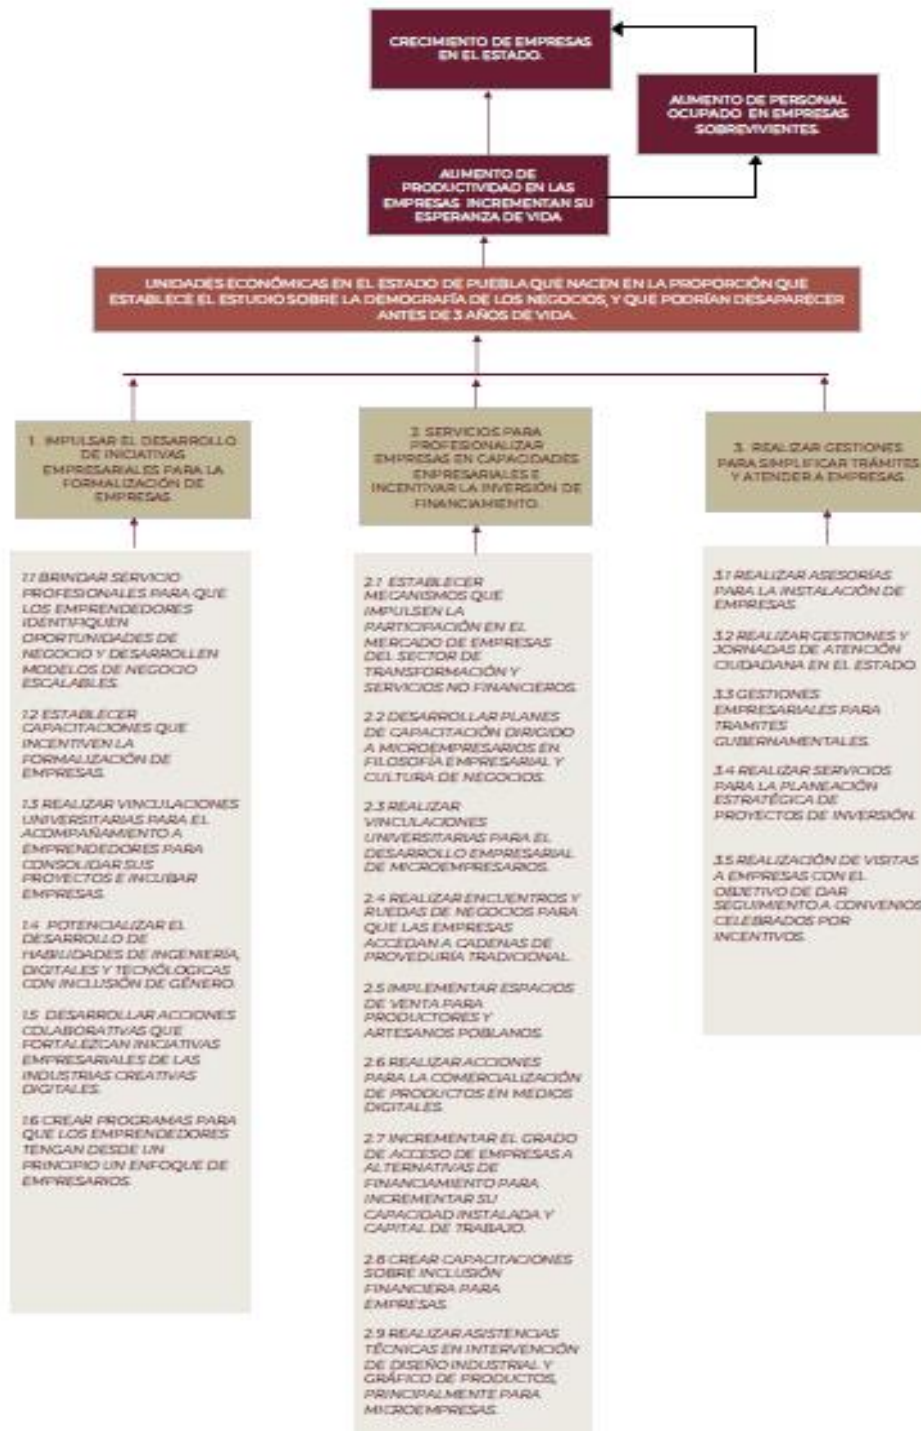 CRECIMIENTO DE EMPRESAS
EN EL ESTADO.
AUMENTO DE PERSONAL
OCUPADO EN EMPRESAS
SOBREVIVIENTES.
AUMENTO DE
PRODUCTIVIDAD EN LAS
EMPRESAS INCREMENTAN SU
ESPERANZA DE VIDA
UNIDADES ECONÓMICAS EN EL ESTADO DE PUEBLA QUE NACEN EN LA PROPORCIÓN QUE
ESTABLECE EL ESTUDIO SOBRE LA DEMOGRAFÍA DE LOS NEGOCIOS, Y QUE PODRÍAN DESAPARECER
ANTES DE 3 AÑOS DE VIDA.
1. IMPULSAR EL DESARROLLO
DE INICIATIVAS
EMPRESARIALES PARA LA
FORMALIZACIÓN DE
EMPRESAS.
1.1 BRINDAR SERVICIO
PROFESIONALES PARA QUE
LOS EMPRENDEDORES
IDENTIFIQUEN
OPORTUNIDADES DE
NEGOCIO Y DESARROLLEN
MODELOS DE NEGOCIO
ESCALABLES.
1.2 ESTABLECER
CAPACITACIONES QUE
INCENTIVEN LA
FORMALIZACIÓN DE
EMPRESAS.
1.3 REALIZAR VINCULACIONES
UNIVERSITARIAS PARA EL
ACOMPAÑAMIENTO A
EMPRENDEDORES PARA
CONSOLIDAR SUS
PROYECTOS E INCUBAR
EMPRESAS.
1.4 POTENCIALIZAR EL
DESARROLLO DE
HABILIDADES DE INGENIERÍA,
DIGITALES Y TECNÓLOGICAS
CON INCLUSIÓN DE GÉNERO.
1.5 DESARROLLAR ACCIONES
COLABORATIVAS QUE
FORTALEZCAN INICIATIVAS
EMPRESARIALES DE LAS
INDUSTRIAS CREATIVAS
DIGITALES.
1.6 CREAR PROGRAMAS PARA
QUE LOS EMPRENDEDORES
TENGAN DESDE UN
PRINCIPIO UN ENFOQUE DE
EMPRESARIOS.
2. SERVICIOS PARA
PROFESIONALIZAR
EMPRESAS EN CAPACIDADES
ENPRESARIALES E
INCENTIVAR LA INVERSIÓN DE
FINANCIAMIENTO.
2.1 ESTABLECER
MECANISMOS QUE
IMPULSEN LA
PARTICIPACIÓN EN EL
MERCADO DE EMPRESAS
DEL SECTOR DE
TRANSFORMACIÓN Y
SERVICIOS NO FINANCIEROS.
2.2 DESARROLLAR PLANES
DE CAPACITACIÓN DIRIGIDO
A MICROEMPRESARIOS EN
FILOSOFÍA EMPRESARIAL Y
CULTURA DE NEGOCIOS.
2.3 REALIZAR
VINCULACIONES
UNIVERSITARIAS PARA EL
DESARROLLO EMPRESARIAL
DE MICROEMPRESARIOS.
2.4 REALIZAR ENCUENTROS Y
RUEDAS DE NEGOCIOS PARA
QUE LAS EMPRESAS
ACCEDAN A CADENAS DE
PROVEDURÍA TRADICIONAL.
2.5 IMPLEMENTAR ESPACIOS
DE VENTA PARA
PRODUCTORES Y
ARTESANOS POBLANOS.
2.6 REALIZAR ACCIONES
PARA LA COMERCIALIZACIÓN
DE PRODUCTOS EN MEDIOS
DIGITALES.
2.7 INCREMENTAR EL GRADO
DE ACCESO DE EMPRESAS A
ALTERNATIVAS DE
FINANCIAMIENTO PARA
INCREMENTAR SU
CAPACIDAD INSTALADA Y
CAPITAL DE TRABAJO.
2.8 CREAR CAPACITACIONES
SOBRE INCLUSIÓN
FINANCIERA PARA
EMPRESAS.
2.9 REALIZAR ASISTENCIAS
TÉCNICAS EN INTERVENCIÓN
DE DISEÑO INDUSTRIAL Y
GRÁFICO DE PRODUCTOS,
PRINCIPALMENTE PARA
MICROEMPRESAS.
3. REALIZAR GESTIONES
PARA SIMPLIFICAR TRÁMITES
Y ATENDER A EMPRESAS.
3.1 REALIZAR ASESORÍAS
PARA LA INSTALACIÓN DE
EMPRESAS.
3.2 REALIZAR GESTIONES Y
JORNADAS DE ATENCIÓN
CIUDADANA EN EL ESTADO.
3.3 GESTIONES
EMPRESARIALES PARA
TRAMITES
GUBERNAMENTALES.
3.4 REALIZAR SERVICIOS
PARA LA PLANEACIÓN
ESTRATÉGICA DE
PROYECTOS DE INVERSIÓN.
3.5 REALIZACIÓN DE VISITAS
A EMPRESAS CON EL
OBJETIVO DE DAR
SEGUIMIENTO A CONVENIOS
CELEBRADOS POR
INCENTIVOS.